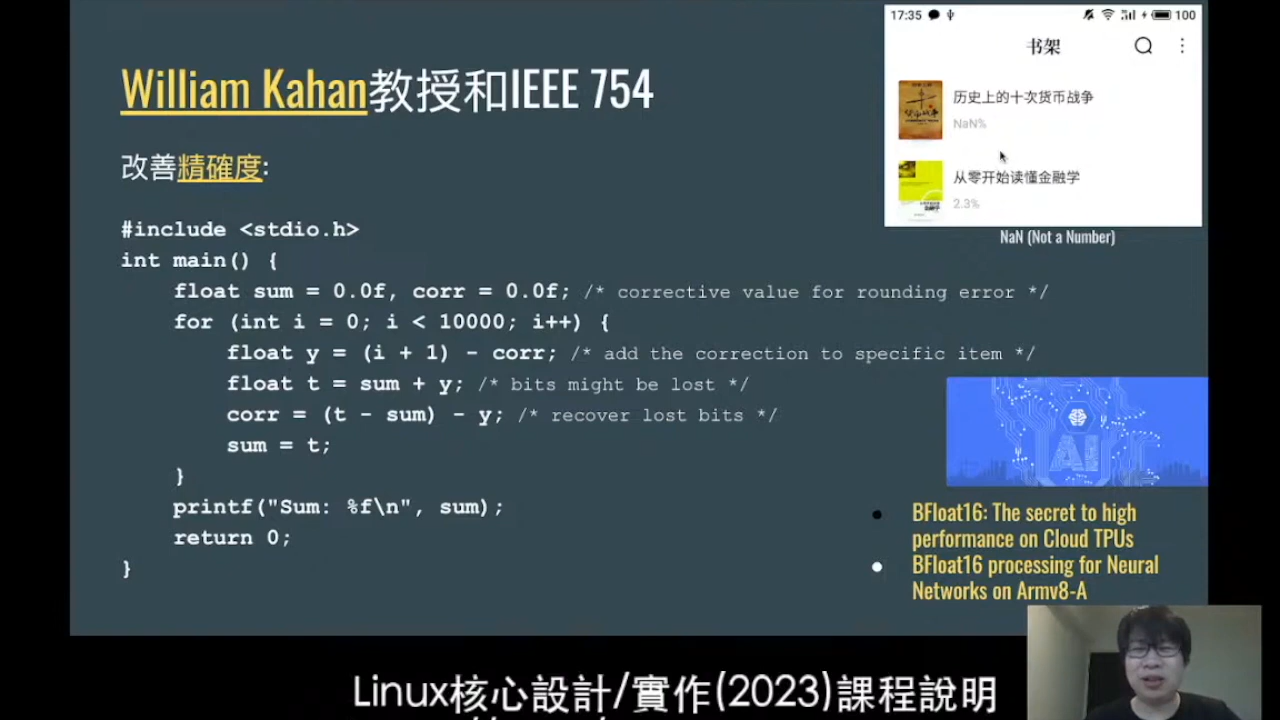 William Kahan教授和IEEE 754
改善精確度:
#include <stdio.h>
int main() {
    float sum = 0.0f, corr = 0.0f; /* corrective value for rounding error */
    for (int i = 0; i < 10000; i++) {
        float y = (i + 1) - corr; /* add the correction to specific item */
        float t = sum + y; /* bits might be lost */
        corr = (t - sum) - y; /* recover lost bits */
        sum = t;
    }
    printf("Sum: %f\n", sum);
    return 0;
}
17:35
100
书架
历史上的十次货币战争
NaN%
从零开始读懂金融学
2.3%
NaN (Not a Number)
AI
BFloat16: The secret to high
performance on Cloud TPUs
BFloat16 processing for Neural
Networks on Armv8-A
Linux核心設計/實作(2023)課程說明